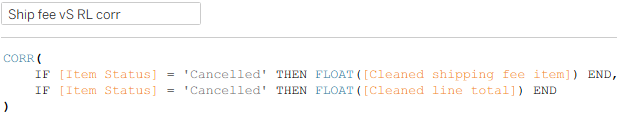 Ship fee vS RL corr
CORR(
    IF [Item Status] = 'Cancelled' THEN FLOAT([Cleaned shipping fee item]) END,
    IF [Item Status] = 'Cancelled' THEN FLOAT([Cleaned line total]) END
)